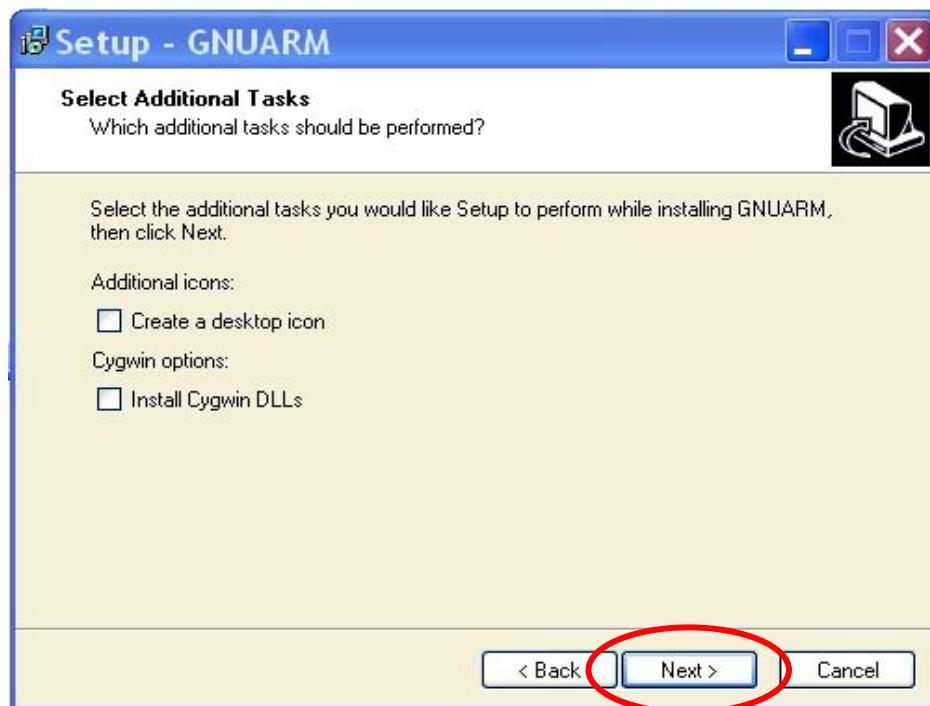 Setup - GNUARM
Select Additional Tasks
Which additional tasks should be performed?
Select the additional tasks you would like Setup to perform while installing GNUARM,
then click Next.
Additional icons:
Create a desktop icon
Cygwin options:
Install Cygwin DLLs
< Back Next > Cancel